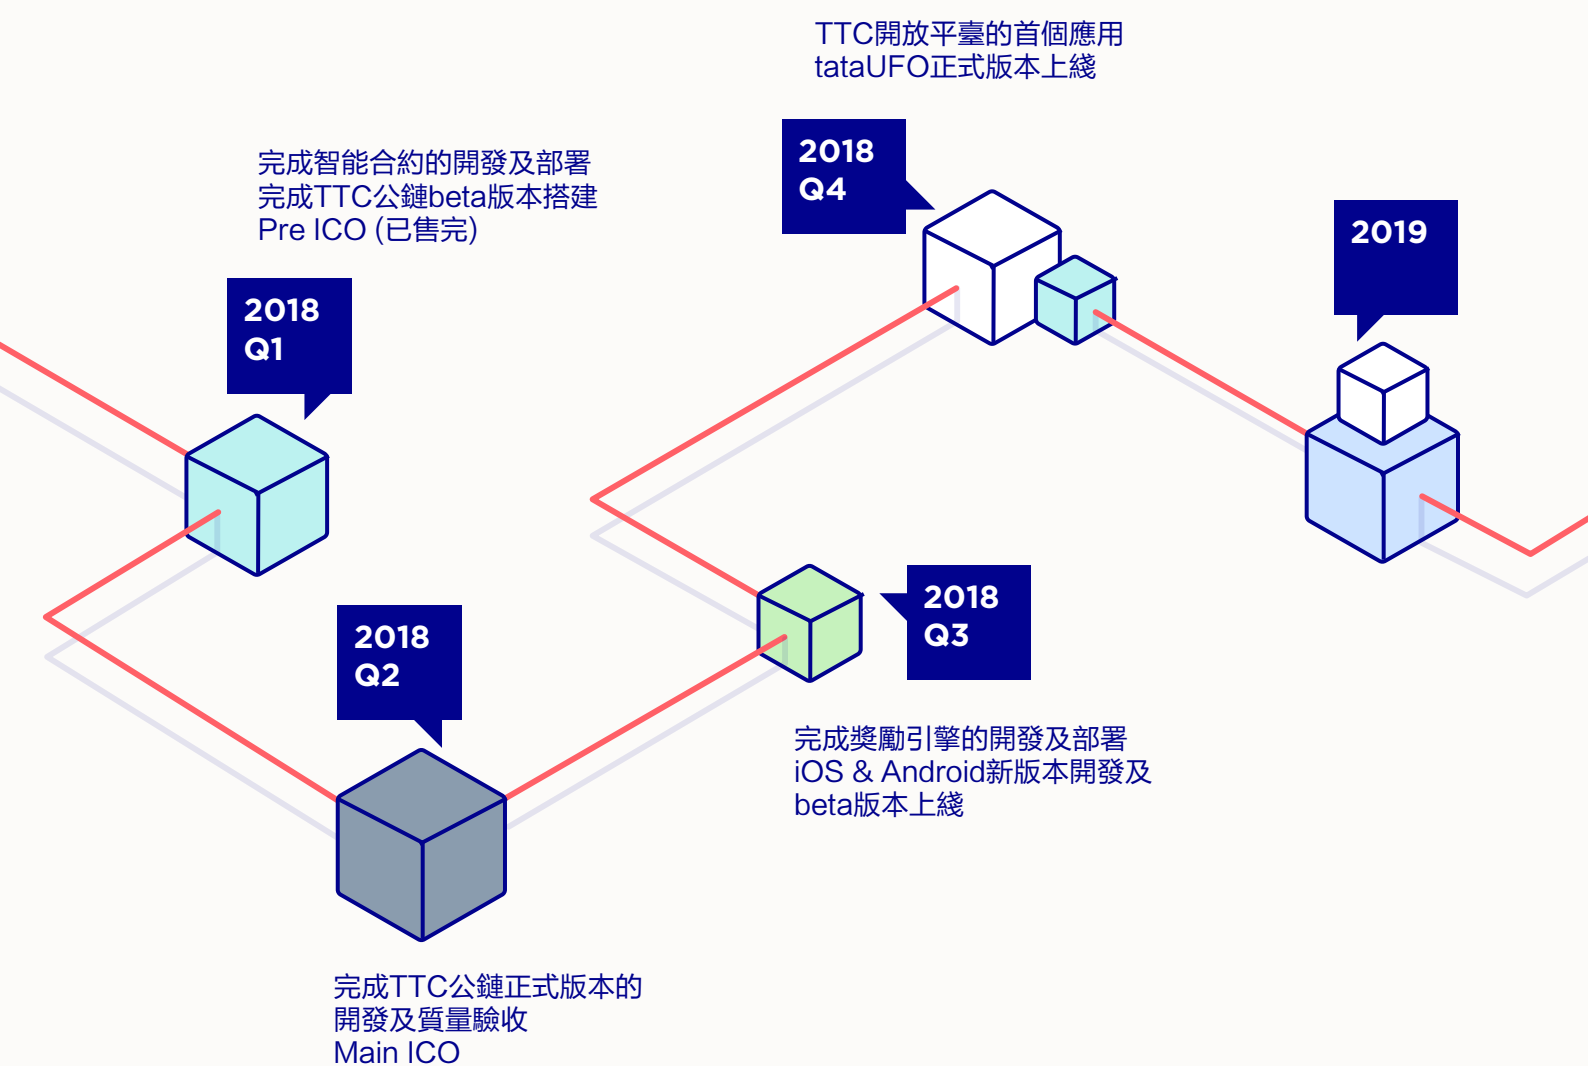 完成智能合約的開發及部署
完成TTC公鏈beta版本搭建
Pre ICO (已售完)
2018
Q1
2018
Q2
完成TTC公鏈正式版本的
開發及質量驗收
Main ICO
2018
Q3
完成獎勵引擎的開發及部署
iOS & Android新版本開發及
beta版本上綫
TTC開放平臺的首個應用
tataUFO正式版本上綫
2018
Q4
2019